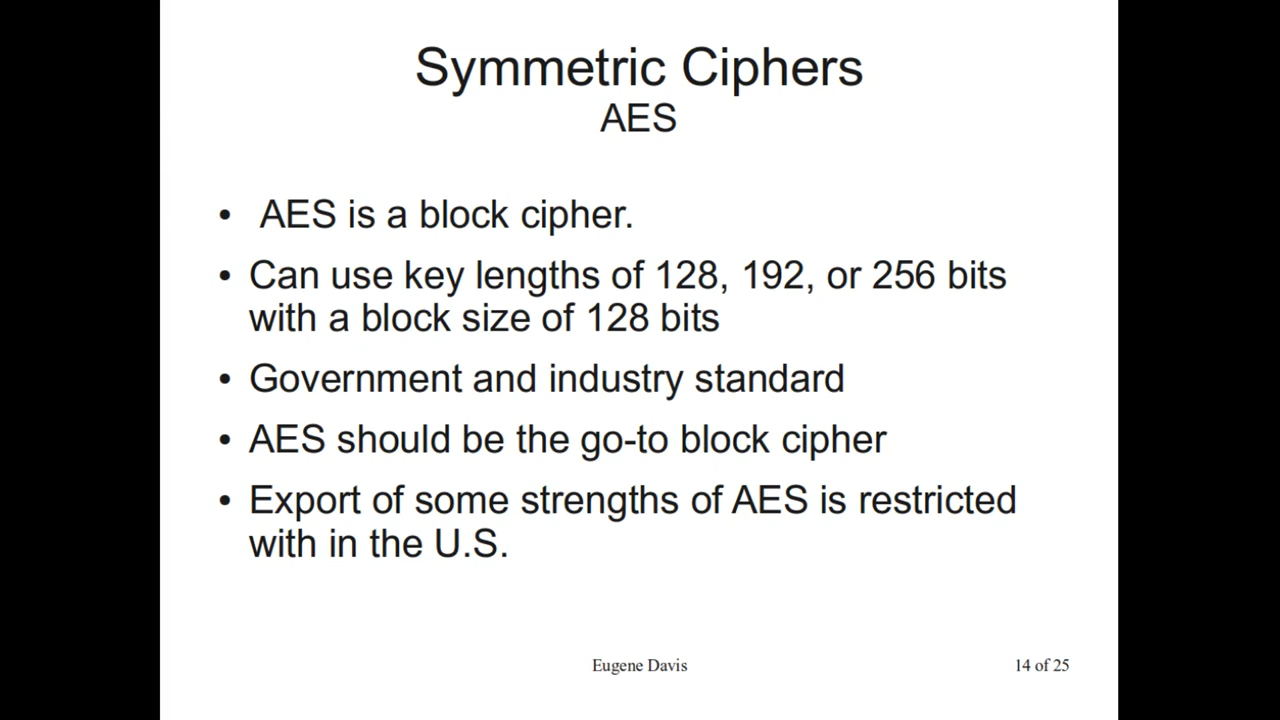 Symmetric Ciphers
AES
• AES is a block cipher.
• Can use key lengths of 128, 192, or 256 bits
with a block size of 128 bits
• Government and industry standard
• AES should be the go-to block cipher
• Export of some strengths of AES is restricted
with in the U.S.
Eugene Davis
14 of 25